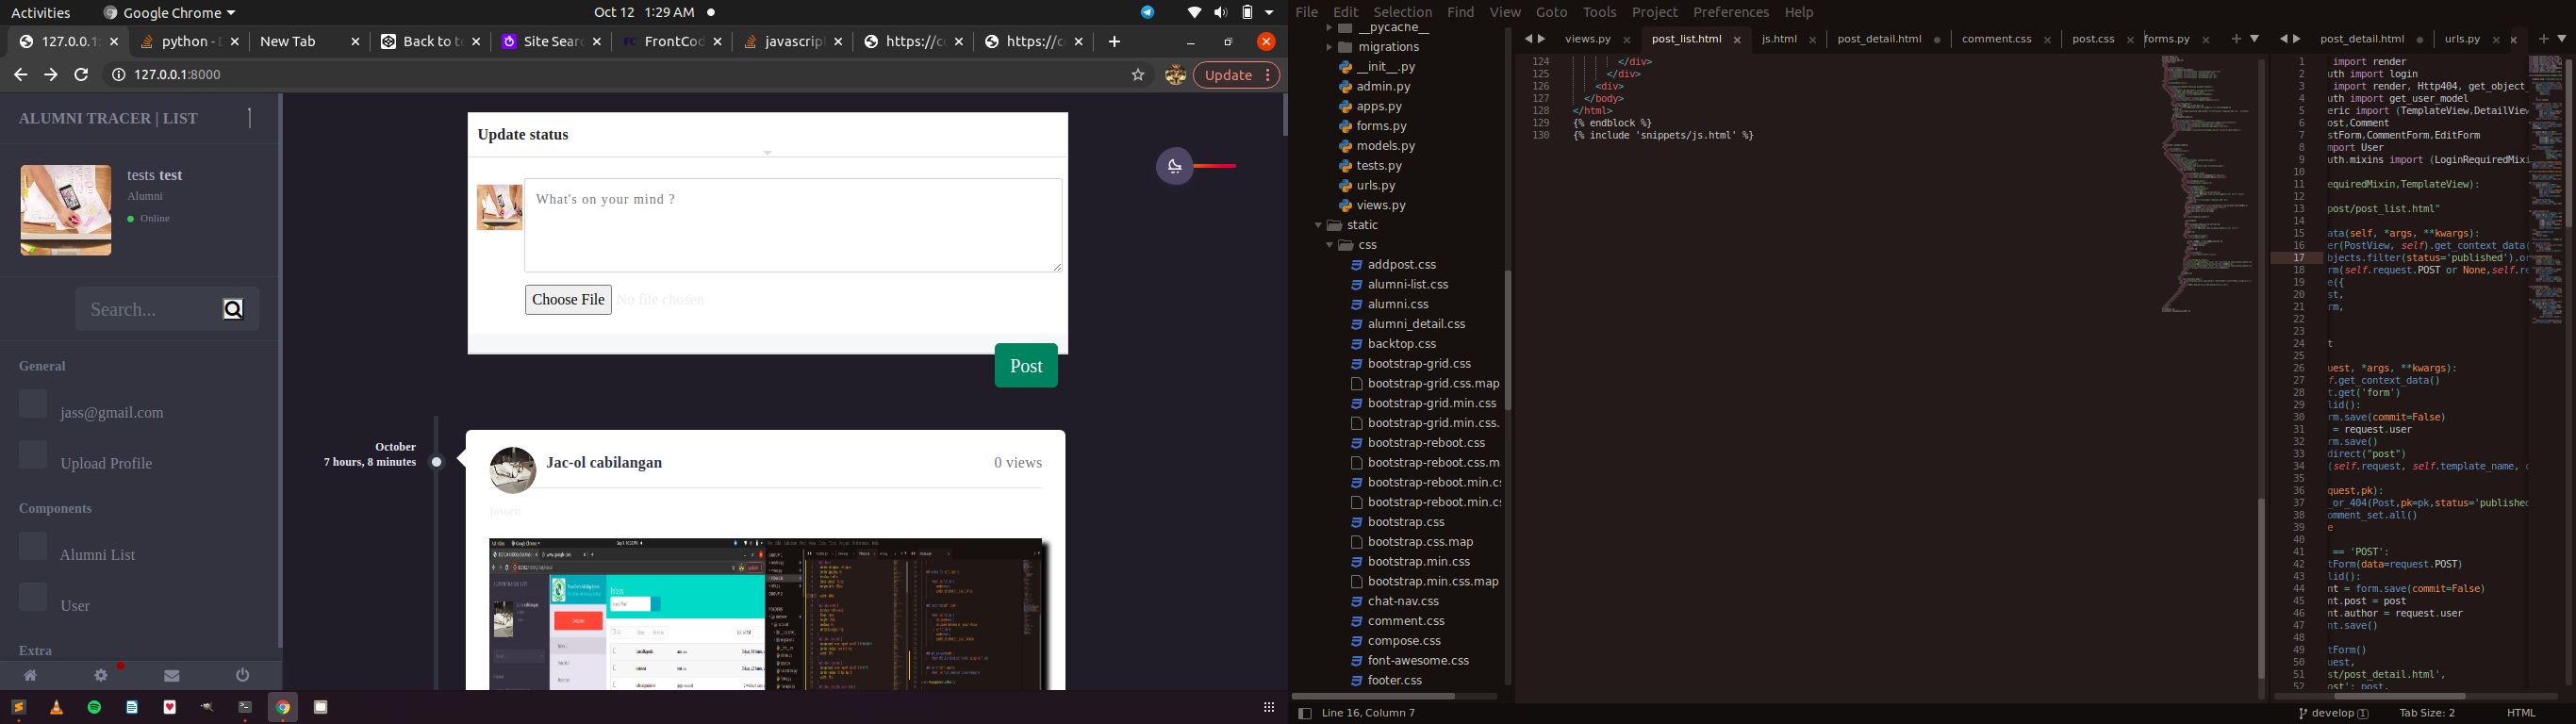 Activities
Google Chrome
Oct 12 1:29 AM
127.0.0.1:
python - 
New Tab
Back to t
Site Sear
FrontCod
javascript
https://c
https://c
127.0.0.1:8000
Update
ALUMNI TRACER | LIST
tests test
Alumni
Online
Search...
General
jass@gmail.com
Upload Profile
Components
Alumni List
User
Extra
Update status
What's on your mind ?
Choose File No file chosen
Post
October
7 hours, 8 minutes
Jac-ol cabilangan
0 views
jassen
File Edit Selection Find View Goto Tools Project Preferences Help
__pycache__
migrations
__init__.py
admin.py
apps.py
forms.py
models.py
tests.py
urls.py
views.py
static
css
addpost.css
alumni-list.css
alumni.css
alumni_detail.css
backtop.css
bootstrap-grid.css
bootstrap-grid.css.map
bootstrap-grid.min.css
bootstrap-grid.min.css.
bootstrap-reboot.css
bootstrap-reboot.css.m
bootstrap-reboot.min.c
bootstrap-reboot.min.c
bootstrap.css
bootstrap.css.map
bootstrap.min.css
bootstrap.min.css.map
chat-nav.css
comment.css
compose.css
font-awesome.css
footer.css
views.py
post_list.html
js.html
post_detail.html
comment.css
post.css
forms.py
124 </div>
125 </div>
126 <div>
127 </body>
128 </html>
129 {% endblock %}
130 {% include 'snippets/js.html' %}
post_detail.html
urls.py
1 import render
2 uth import login
3 import render, Http404, get_object_
4 uth import get_user_model
5 eric import (TemplateView,DetailView
6 ost,Comment
7 stForm,CommentForm,EditForm
8 mport User
9 uth.mixins import (LoginRequiredMixi
10
11 equiredMixin,TemplateView):
12
13 post/post_list.html"
14
15 ata(self, *args, **kwargs):
16 er(PostView, self).get_context_data(
17 bjects.filter(status='published').or
18 rm(self.request.POST or None,self.re
19 e({
20 st,
21 rm,
22
23
24 t
25
26 quest, *args, **kwargs):
27 f.get_context_data()
28 t.get('form')
29 lid():
30 rm.save(commit=False)
31 = request.user
32 rm.save()
33 direct("post")
34 (self.request, self.template_name, c
35
36 quest,pk):
37 _or_404(Post,pk=pk,status='published
38 omment_set.all()
39 e
40
41 == 'POST':
42 tForm(data=request.POST)
43 lid():
44 nt = form.save(commit=False)
45 nt.post = post
46 nt.author = request.user
47 nt.save()
48
49 tForm()
50 uest,
51 st/post_detail.html',
52 ost': post,
Line 16, Column 7
develop 1
Tab Size: 2
HTML